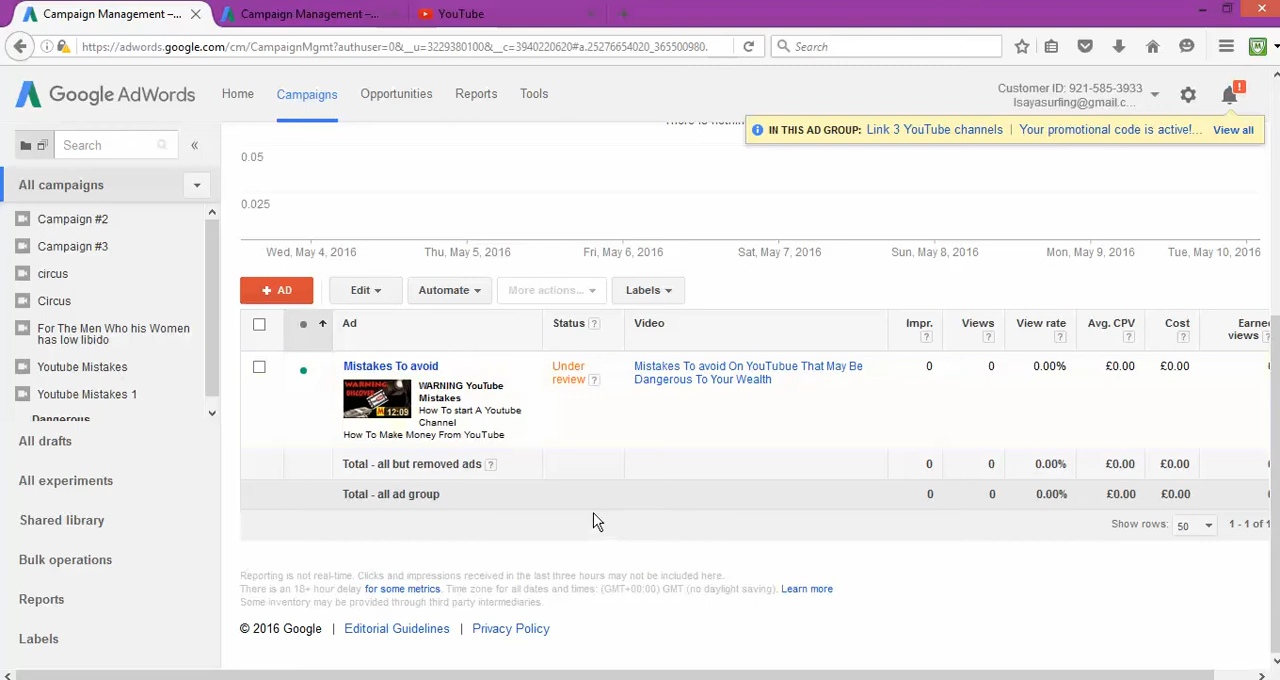 Campaign Management –...
Campaign Management –...
YouTube
https://adwords.google.com/cm/CampaignMgmt?authuser=0&__u=3229380100&__c=3840223620#a.25276654020_365500980.
Search
Google AdWords
Home
Campaigns
Opportunities
Reports
Tools
Customer ID: 921-585-3933
lsayasurfing@gmail.c...
!
IN THIS AD GROUP: Link 3 YouTube channels | Your promotional code is active!... View all
Search
«
All campaigns
Campaign #2
Campaign #3
circus
Circus
For The Men Who his Women
has low libido
Youtube Mistakes
Youtube Mistakes 1
Dangerous
All drafts
All experiments
Shared library
Bulk operations
Reports
Labels
0.05
0.025
Wed, May 4, 2016
Thu, May 5, 2016
Fri, May 6, 2016
Sat, May 7, 2016
Sun, May 8, 2016
Mon, May 9, 2016
Tue, May 10, 2016
+ AD
Edit
Automate
More actions...
Labels
Ad
Status ?
Video
Impr. ?
Views ?
View rate ?
Avg. CPV ?
Cost ?
Earne
views ?
Mistakes To avoid
WARNING
DISCOVER
12:09
WARNING YouTube
Mistakes
How To start A Youtube
Channel
How To Make Money From YouTube
Under
review ?
Mistakes To avoid On YouTubue That May Be
Dangerous To Your Wealth
0
0
0.00%
£0.00
£0.00
Total - all but removed ads ?
0
0
0.00%
£0.00
£0.00
Total - all ad group
0
0
0.00%
£0.00
£0.00
Show rows: 50
1 - 1 of 1
Reporting is not real-time. Clicks and impressions received in the last three hours may not be included here.
There is an 18+ hour delay for some metrics. Time zone for all dates and times: (GMT+00:00) GMT (no daylight saving). Learn more
Some inventory may be provided through third party intermediaries.
© 2016 Google | Editorial Guidelines | Privacy Policy